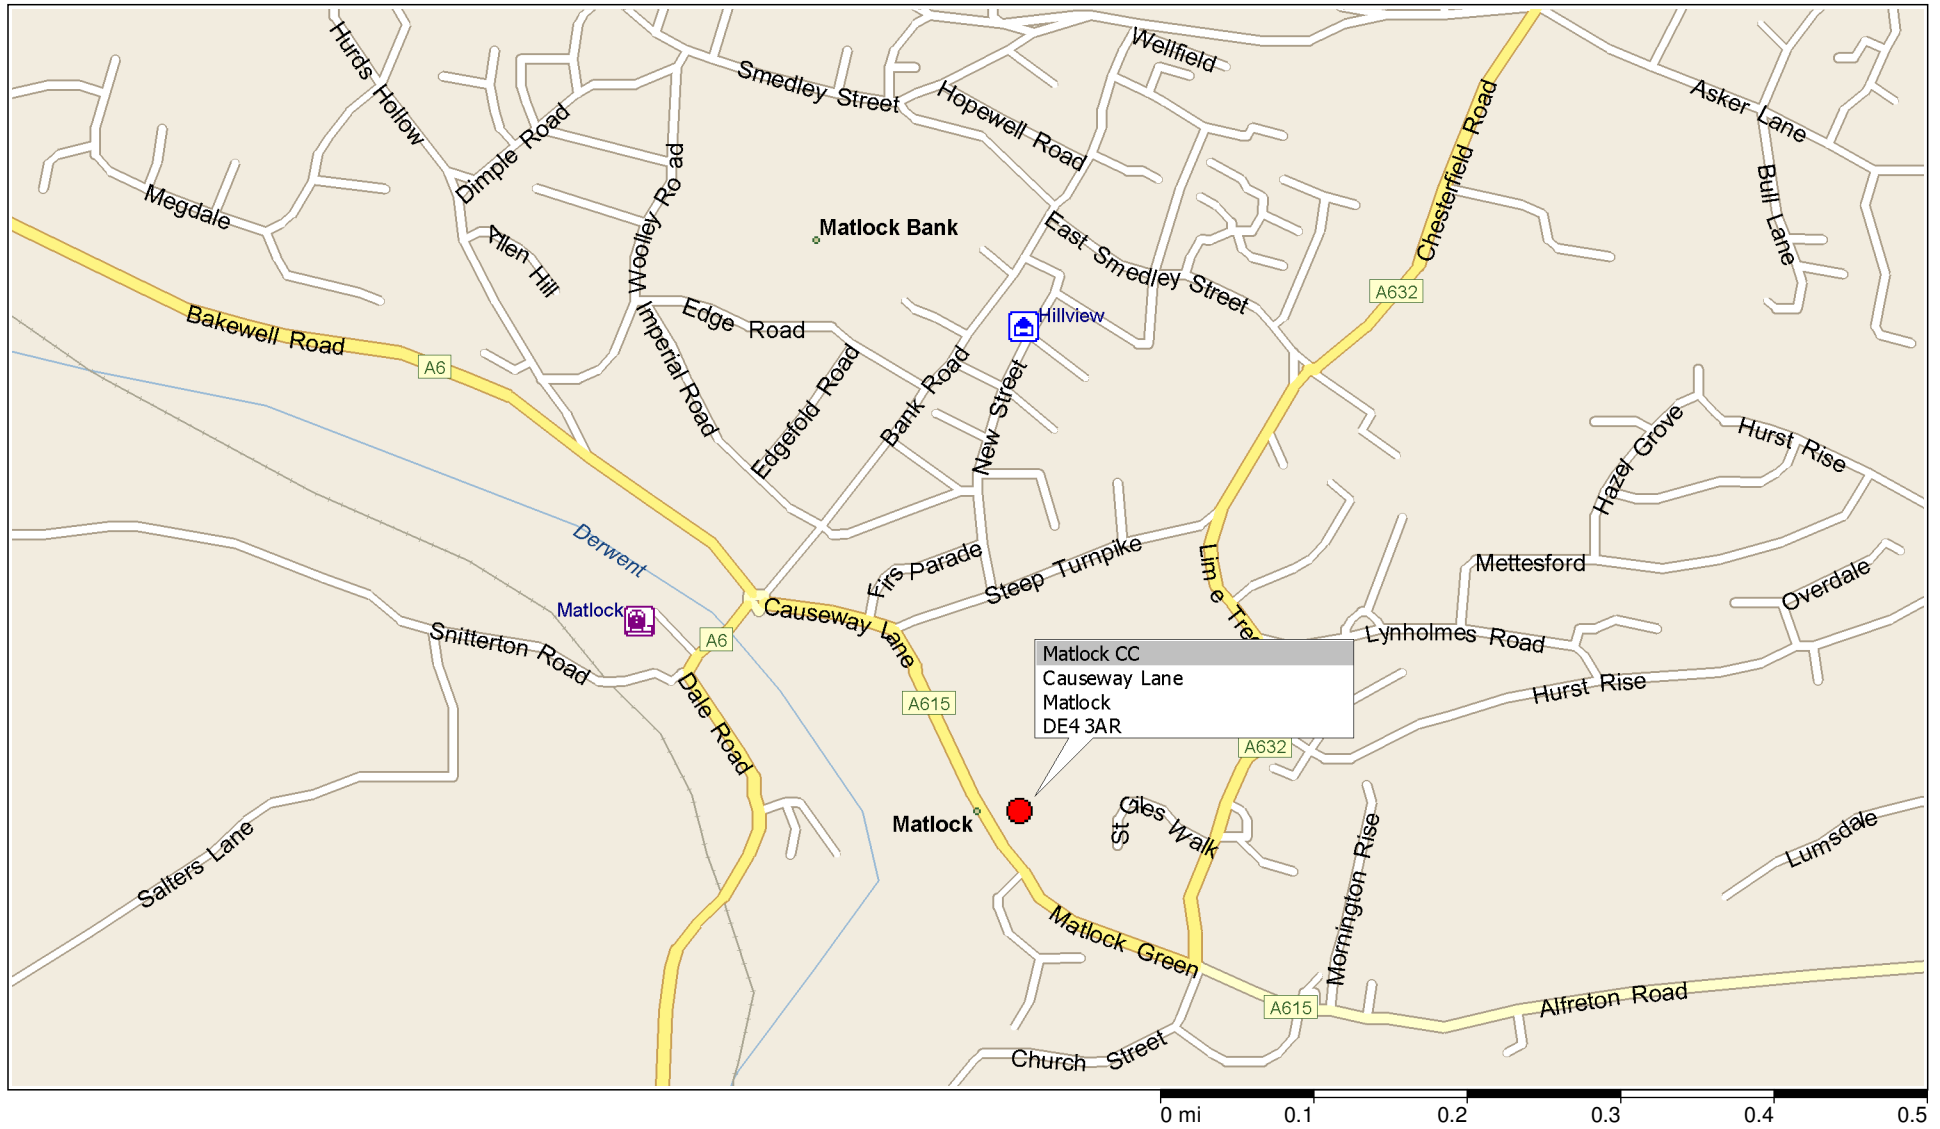 Hurds Hollow
Wellfield
Smedley Street
Hopewell Road
Chesterfield Road
Asker Lane
Dimple Road
Woolley Ro ad
Bull Lane
Megdale
Matlock Bank
East Smedley Street
Allen Hill
A632
Bakewell Road
Imperial Road
Edge Road
Hillview
A6
Edgefold Road
Bank Road
New Street
Hazel Grove
Hurst Rise
Derwent
Firs Parade
Steep Turnpike
Lim e Tree
Mettesford
Overdale
Matlock
Causeway Lane
Snitterton Road
A6
Lynholmes Road
Matlock CC
Causeway Lane
Matlock
DE4 3AR
Dale Road
A615
Hurst Rise
A632
Matlock
St Giles Walk
Mornington Rise
Lumsdale
Salters Lane
Matlock Green
A615
Alfreton Road
Church Street
0 mi 0.1 0.2 0.3 0.4 0.5